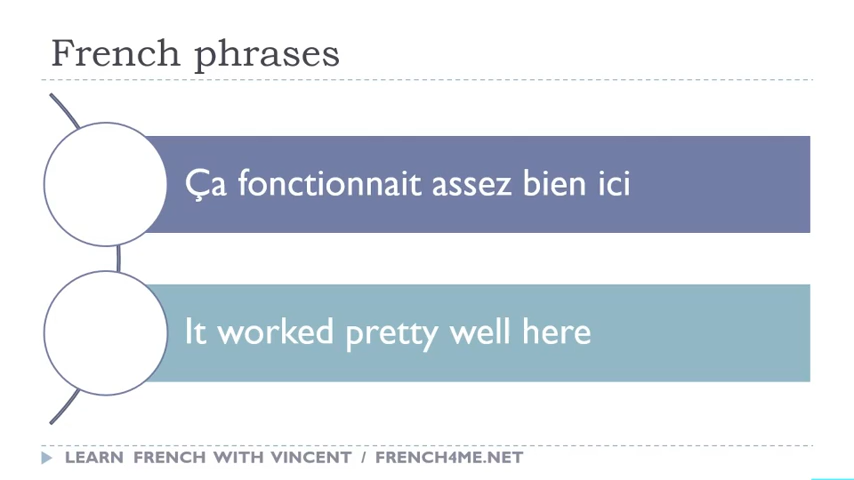 French phrases
Ça fonctionnait assez bien ici
It worked pretty well here
LEARN FRENCH WITH VINCENT / FRENCH4ME.NET